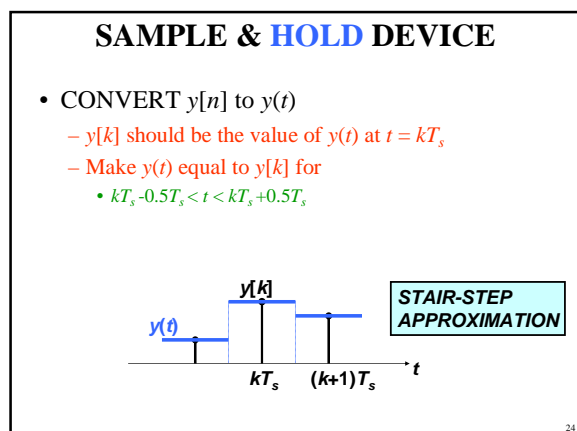 SAMPLE & HOLD DEVICE
• CONVERT y[n] to y(t)
– y[k] should be the value of y(t) at t = kTₛ
– Make y(t) equal to y[k] for
• kTₛ -0.5Tₛ < t < kTₛ +0.5Tₛ
y[k]
STAIR-STEP
APPROXIMATION
y(t)
kTₛ (k+1)Tₛ t
24